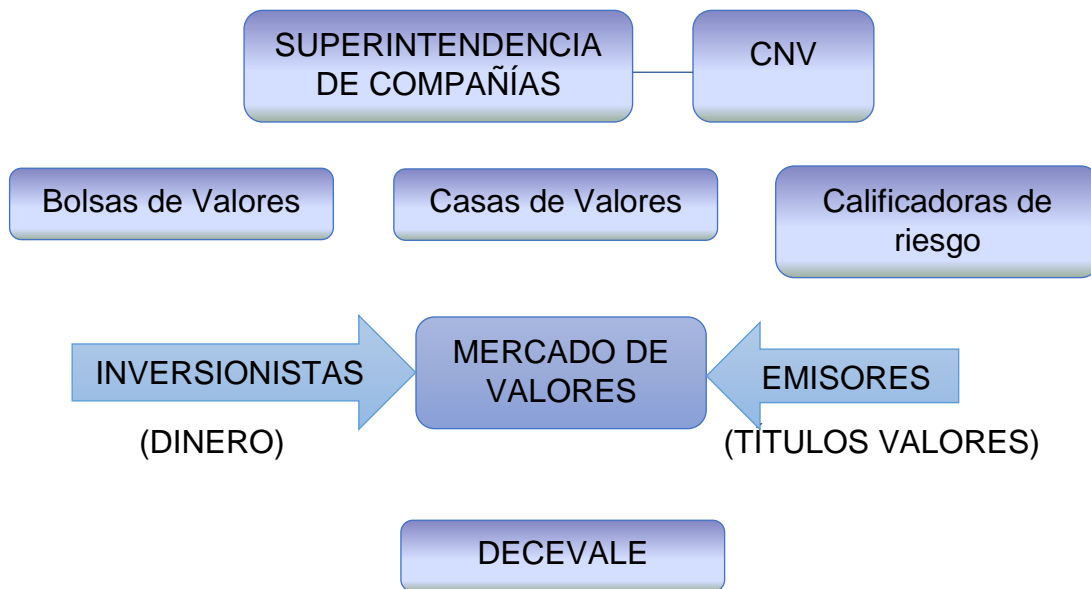 SUPERINTENDENCIA
DE COMPAÑÍAS
CNV
Bolsas de Valores
Casas de Valores
Calificadoras de
riesgo
INVERSIONISTAS
MERCADO DE
VALORES
EMISORES
(DINERO)
(TÍTULOS VALORES)
DECEVALE